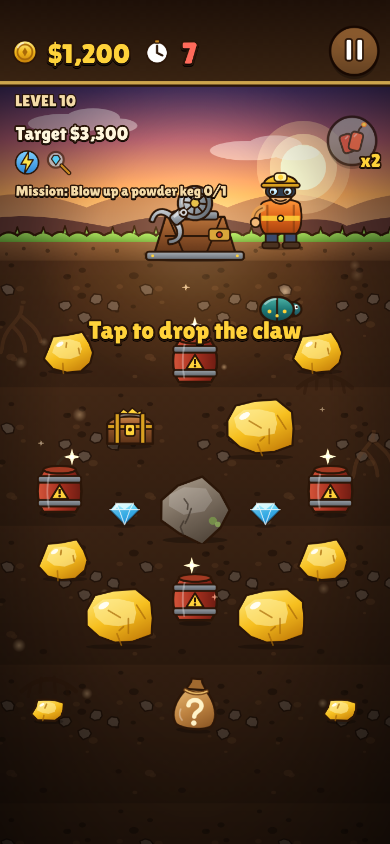 $1,200 7
LEVEL 10
Target $3,300
x2
Mission: Blow up a powder keg 0/1
Tap to drop the claw
?